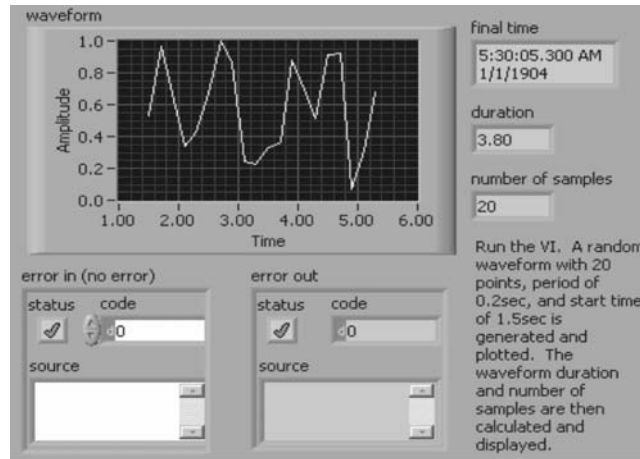 waveform
1.0
0.8
0.6
0.4
0.2
0.0
Amplitude
1.00 2.00 3.00 4.00 5.00 6.00
Time
final time
5:30:05.300 AM
1/1/1904
duration
3.80
number of samples
20
Run the VI. A random
waveform with 20
points, period of
0.2sec, and start time
of 1.5sec is
generated and
plotted. The
waveform duration
and number of
samples are then
calculated and
displayed.
error in (no error)
status code
d0
source
error out
status code
d0
source